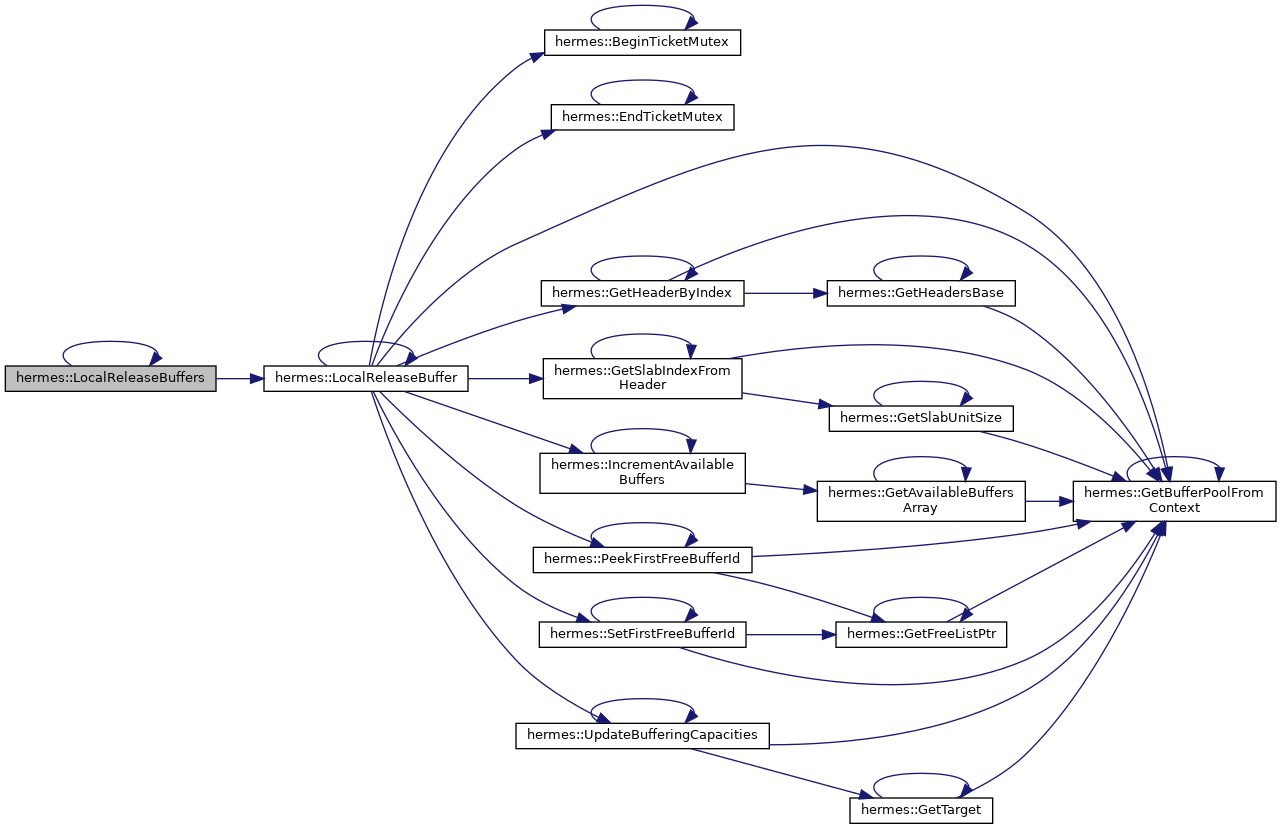 hermes::BeginTicketMutex
hermes::EndTicketMutex
hermes::GetHeaderByIndex
hermes::GetHeadersBase
hermes::LocalReleaseBuffers
hermes::LocalReleaseBuffer
hermes::GetSlabIndexFrom
Header
hermes::GetSlabUnitSize
hermes::IncrementAvailable
Buffers
hermes::GetAvailableBuffers
Array
hermes::GetBufferPoolFrom
Context
hermes::PeekFirstFreeBufferId
hermes::SetFirstFreeBufferId
hermes::GetFreeListPtr
hermes::UpdateBufferingCapacities
hermes::GetTarget